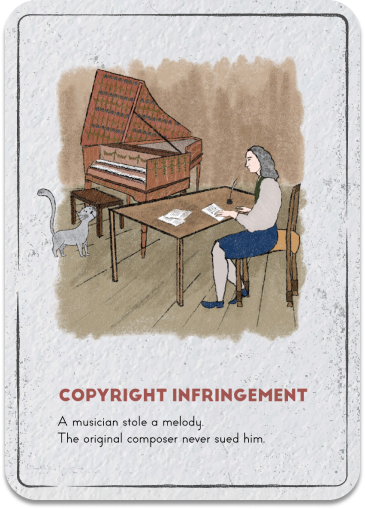 COPYRIGHT INFRINGEMENT
A musician stole a melody.
The original composer never sued him.